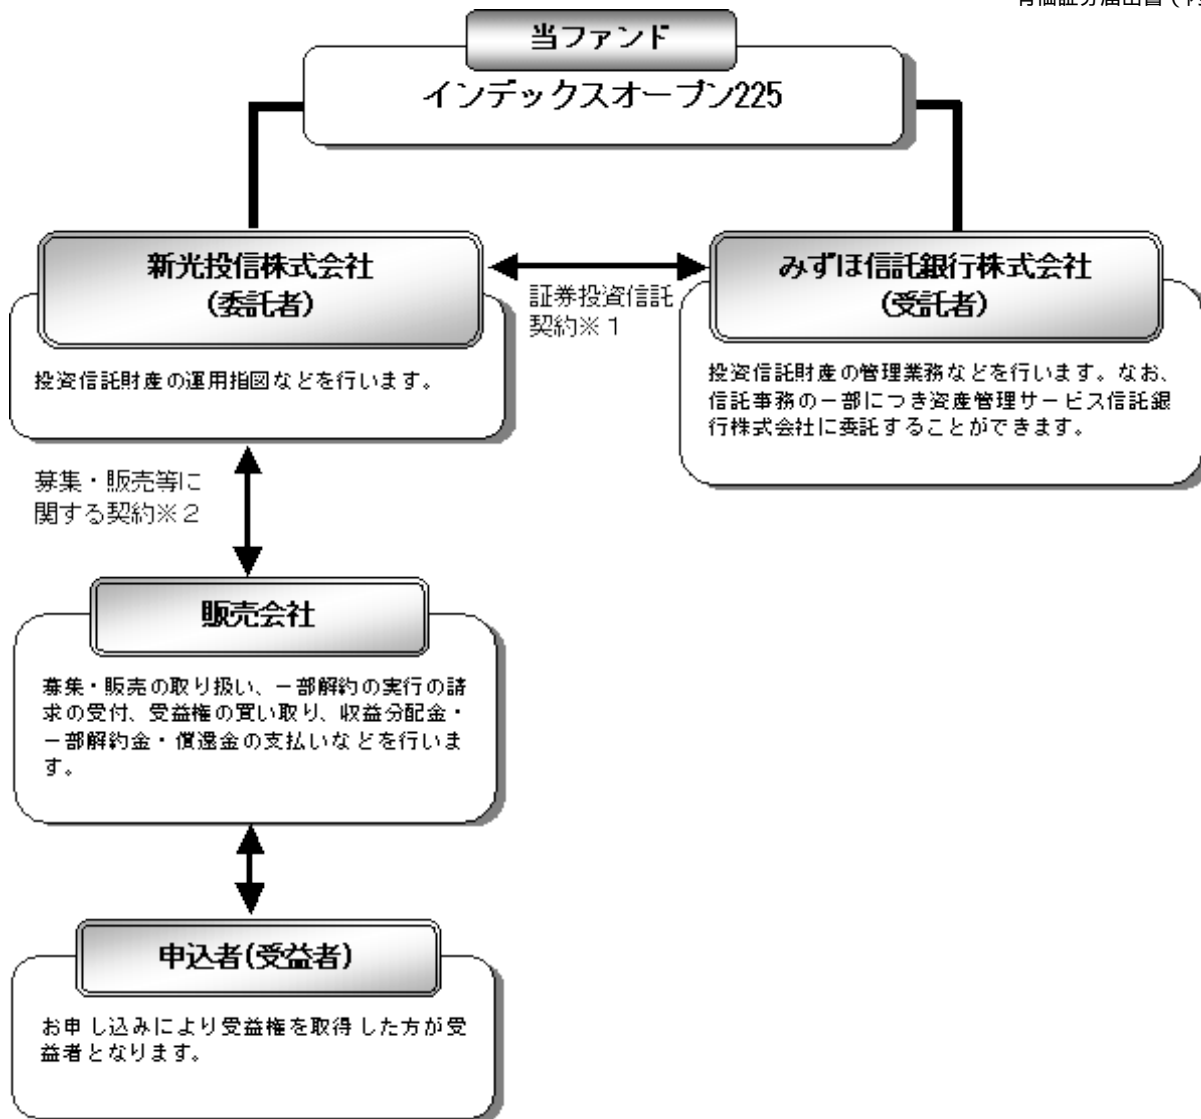 有価証券届出書（内
当ファンド
インデックスオープン225
新光投信株式会社
(委託者)
投資信託財産の運用指図などを行います。
証券投資信託
契約※１
みずほ信託銀行株式会社
(受託者)
投資信託財産の管理業務などを行います。なお、
信託事務の一部につき資産管理サービス信託銀
行株式会社に委託することができます。
募集・販売等に
関する契約※２
販売会社
募集・販売の取り扱い、一部解約の実行の請
求の受付、受益権の買い取り、収益分配金・
一部解約金・償還金の支払いなどを行いま
す。
申込者(受益者)
お申し込みにより受益権を取得した方が受
益者となります。